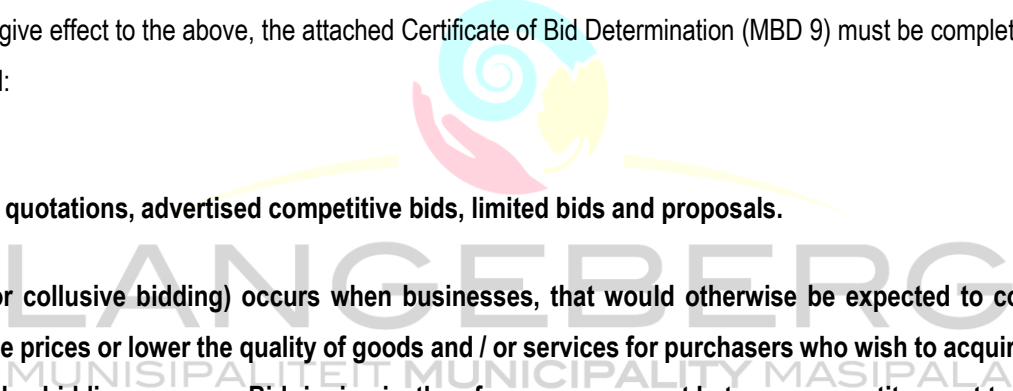 give effect to the above, the attached Certificate of Bid Determination (MBD 9) must be complet
:
quotations, advertised competitive bids, limited bids and proposals.
LANGEBERG
or collusive bidding) occurs when businesses, that would otherwise be expected to co
e prices or lower the quality of goods and / or services for purchasers who wish to acquir
MUNISIPALITEIT MUNICIPALITY MASIPALA